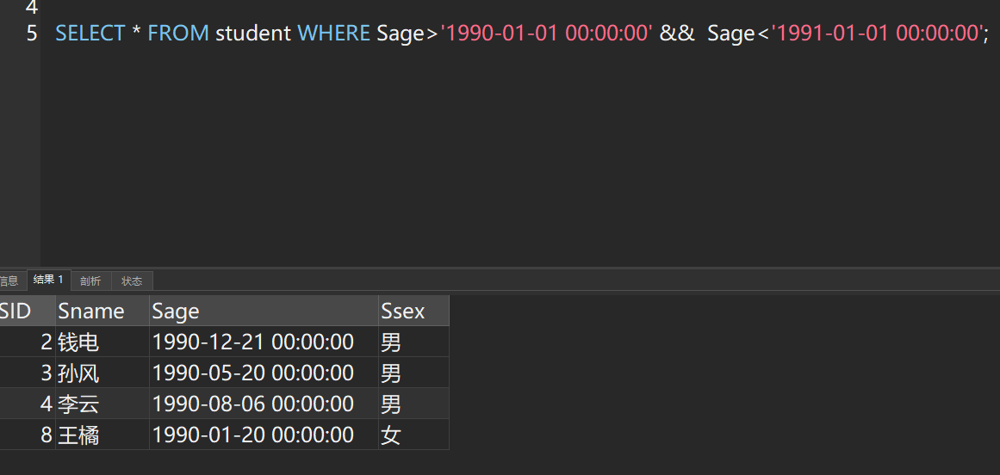 4
5 SELECT * FROM student WHERE Sage>'1990-01-01 00:00:00' &&  Sage<'1991-01-01 00:00:00';
信息 结果 1 剖析 状态
SID Sname Sage Ssex
2 钱电 1990-12-21 00:00:00 男
3 孙风 1990-05-20 00:00:00 男
4 李云 1990-08-06 00:00:00 男
8 王橘 1990-01-20 00:00:00 女